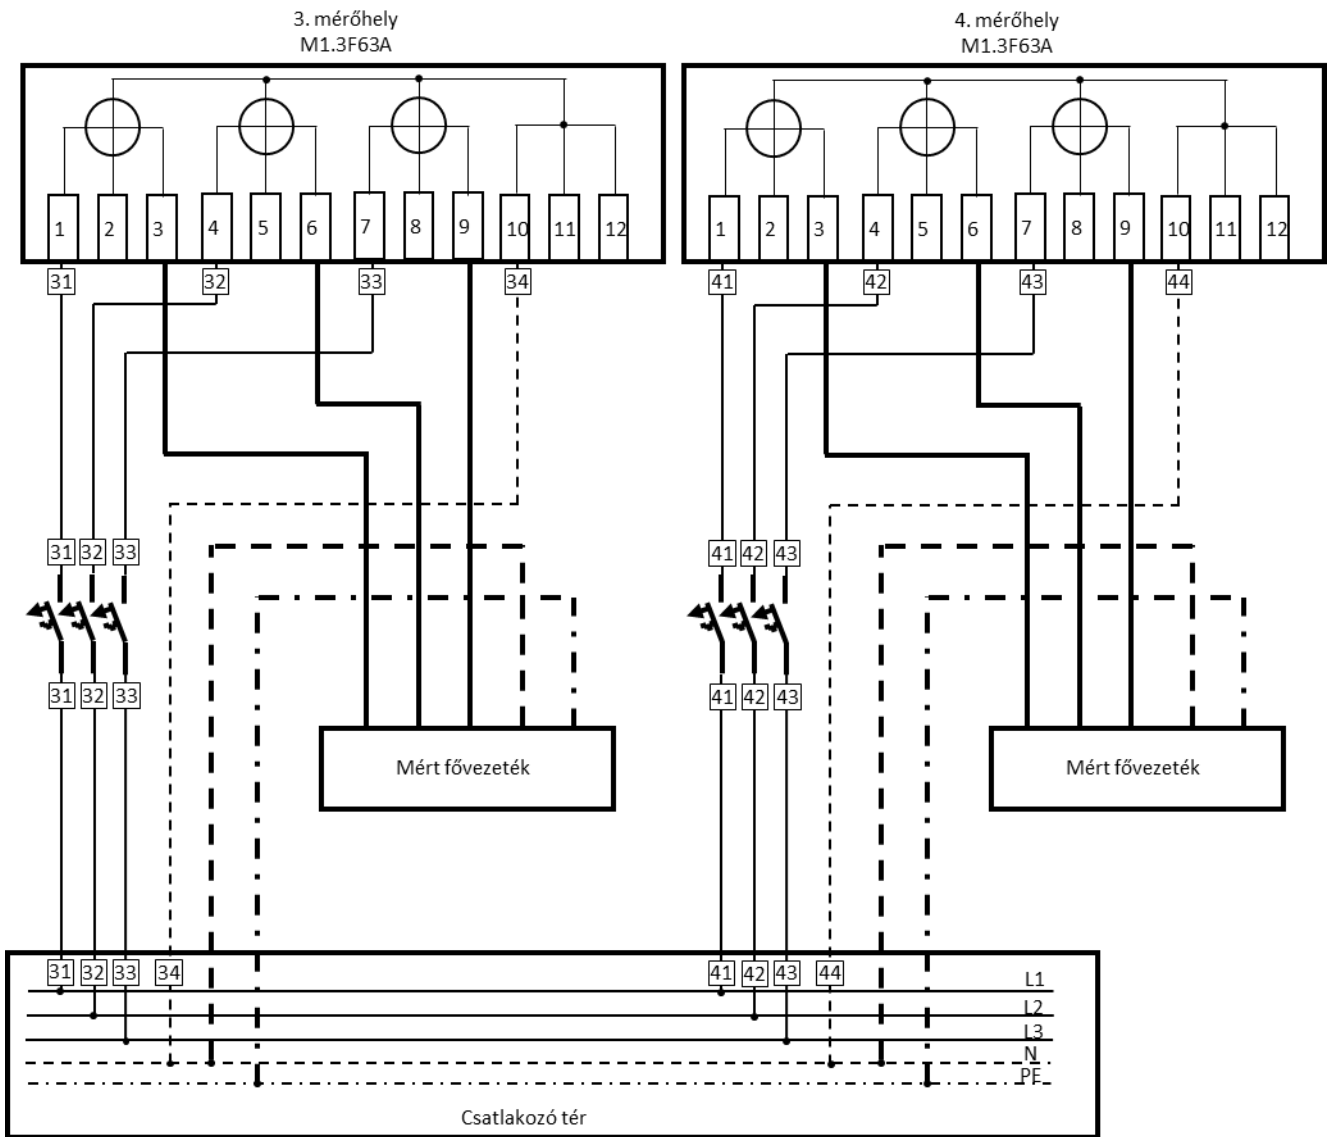 3. mérőhely
M1.3F63A
4. mérőhely
M1.3F63A
1 2 3 4 5 6 7 8 9 10 11 12
1 2 3 4 5 6 7 8 9 10 11 12
31 32 33 34
41 42 43 44
31 32 33
41 42 43
31 32 33
41 42 43
Mért fővezeték
Mért fővezeték
31 32 33 34
41 42 43 44
L1
L2
L3
N
PE
Csatlakozó tér